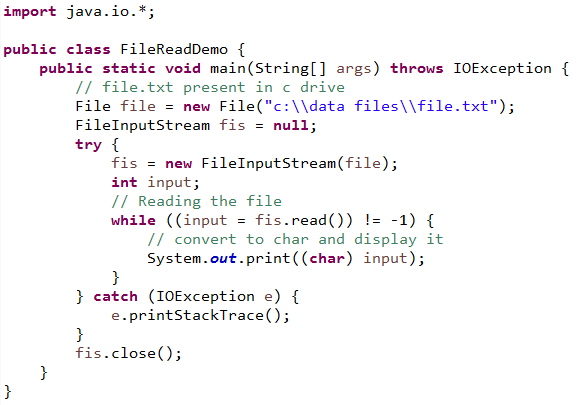 import java.io.*;

public class FileReadDemo {
    public static void main(String[] args) throws IOException {
        // file.txt present in c drive
        File file = new File("c:\\data files\\file.txt");
        FileInputStream fis = null;
        try {
            fis = new FileInputStream(file);
            int input;
            // Reading the file
            while ((input = fis.read()) != -1) {
                // convert to char and display it
                System.out.print((char) input);
            }
        } catch (IOException e) {
            e.printStackTrace();
        }
        fis.close();
    }
}